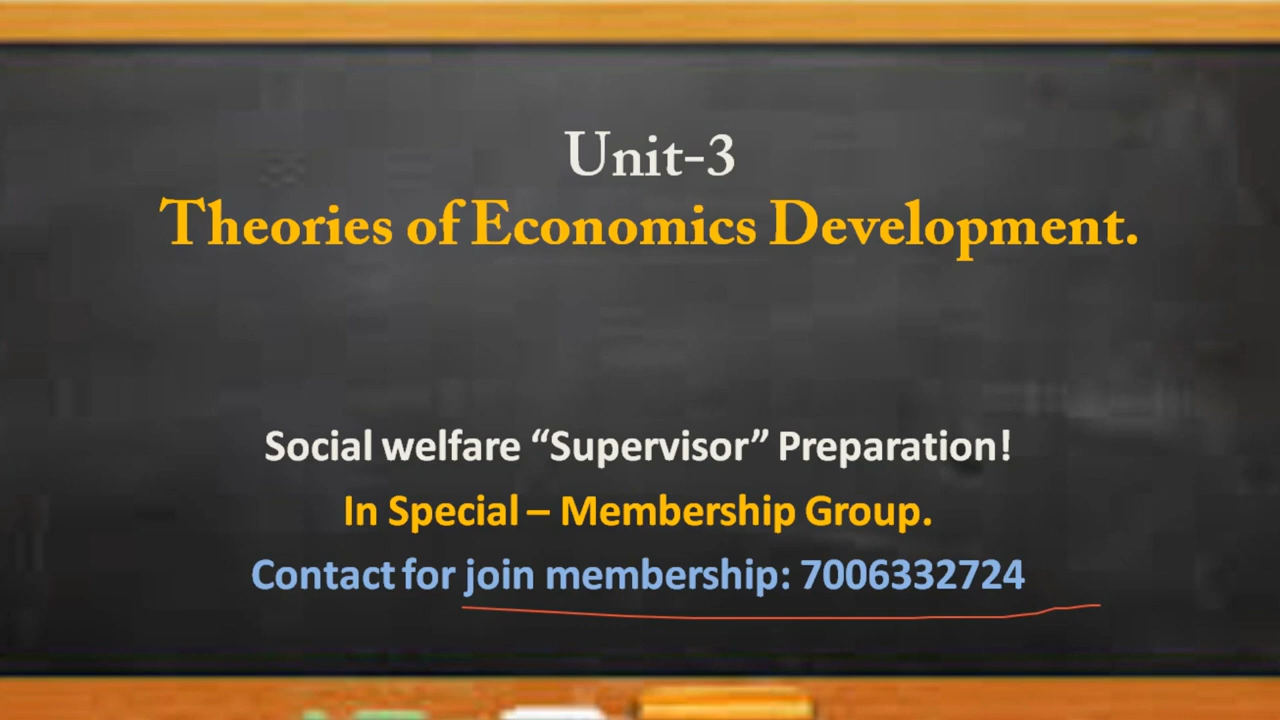 Unit-3
Theories of Economics Development.
Social welfare “Supervisor” Preparation!
In Special – Membership Group.
Contact for join membership: 7006332724